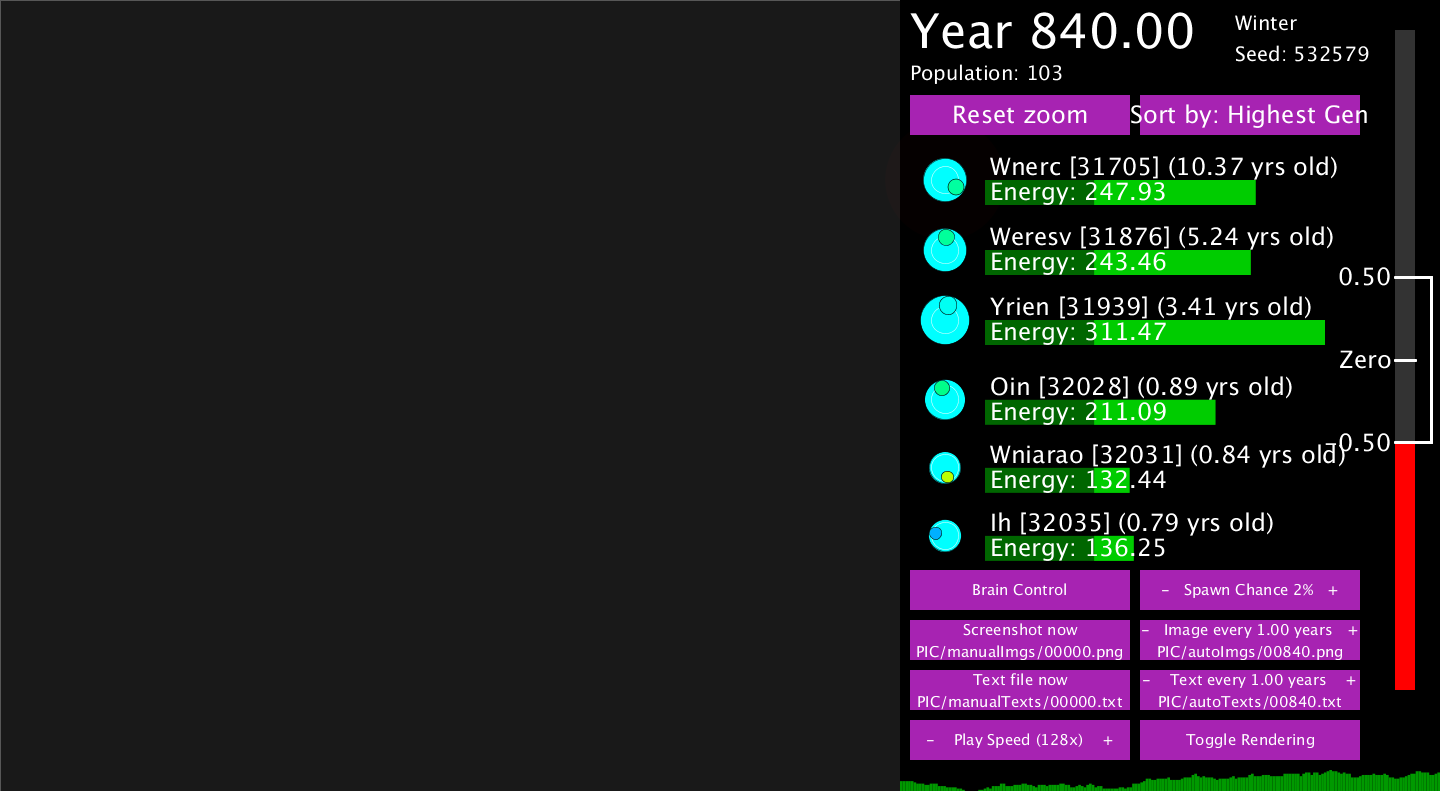 Year 840.00
Winter
Seed: 532579
Population: 103
Reset zoom
Sort by: Highest Gen
Wnerc [31705] (10.37 yrs old)
Energy: 247.93
Weresv [31876] (5.24 yrs old)
Energy: 243.46
0.50
Yrien [31939] (3.41 yrs old)
Energy: 311.47
Zero
Oin [32028] (0.89 yrs old)
Energy: 211.09
-0.50
Wniarao [32031] (0.84 yrs old)
Energy: 132.44
Ih [32035] (0.79 yrs old)
Energy: 136.25
Brain Control
- Spawn Chance 2% +
Screenshot now
PIC/manualImgs/00000.png
- Image every 1.00 years +
PIC/autoImgs/00840.png
Text file now
PIC/manualTexts/00000.txt
- Text every 1.00 years +
PIC/autoTexts/00840.txt
- Play Speed (128x) +
Toggle Rendering